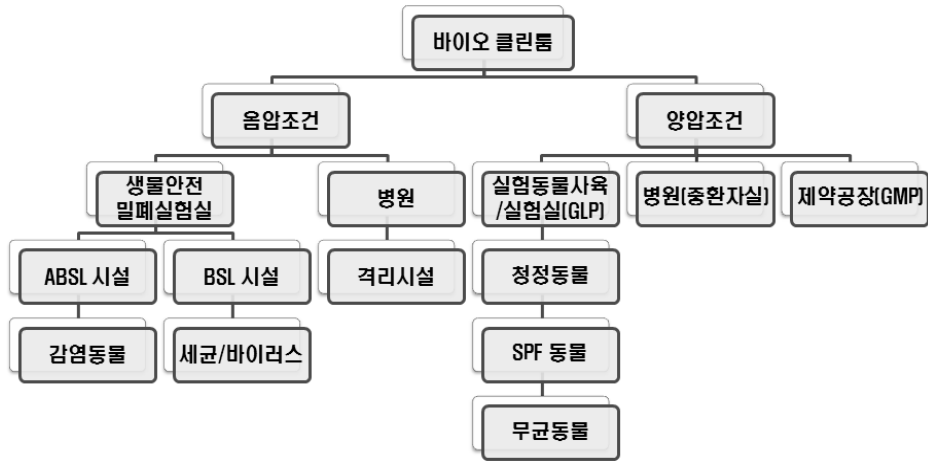 바이오 클린룸
음압조건
양압조건
생물안전
밀폐실험실
병원
실험동물사육
/실험실(GLP)
병원(중환자실)
제약공장(GMP)
ABSL 시설
BSL 시설
격리시설
청정동물
감염동물
세균/바이러스
SPF 동물
무균동물